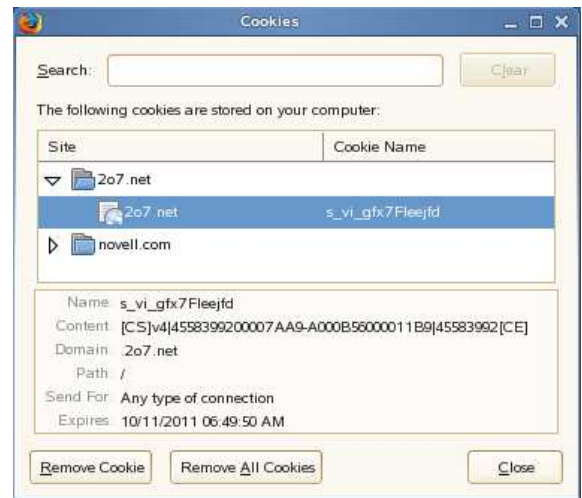 Cookies
Search:
Clear
The following cookies are stored on your computer:
Site Cookie Name
2o7.net
2o7.net s_vi_gfx7Fleejfd
novell.com
Name s_vi_gfx7Fleejfd
Content [CS]v4|4558399200007AA9-A000B56000011B9|45583992[CE]
Domain .2o7.net
Path /
Send For Any type of connection
Expires 10/11/2011 06:49:50 AM
Remove Cookie Remove All Cookies Close